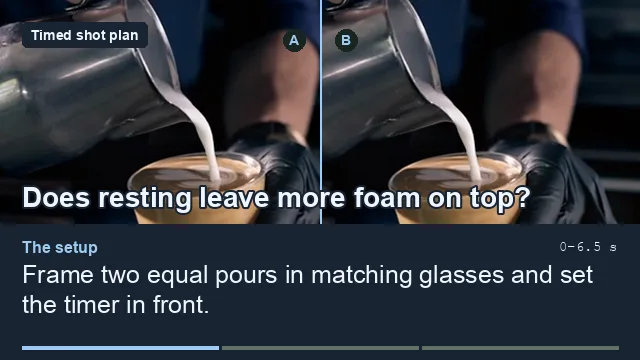 Timed shot plan
A
B
Does resting leave more foam on top?
The setup
0–6.5 s
Frame two equal pours in matching glasses and set
the timer in front.